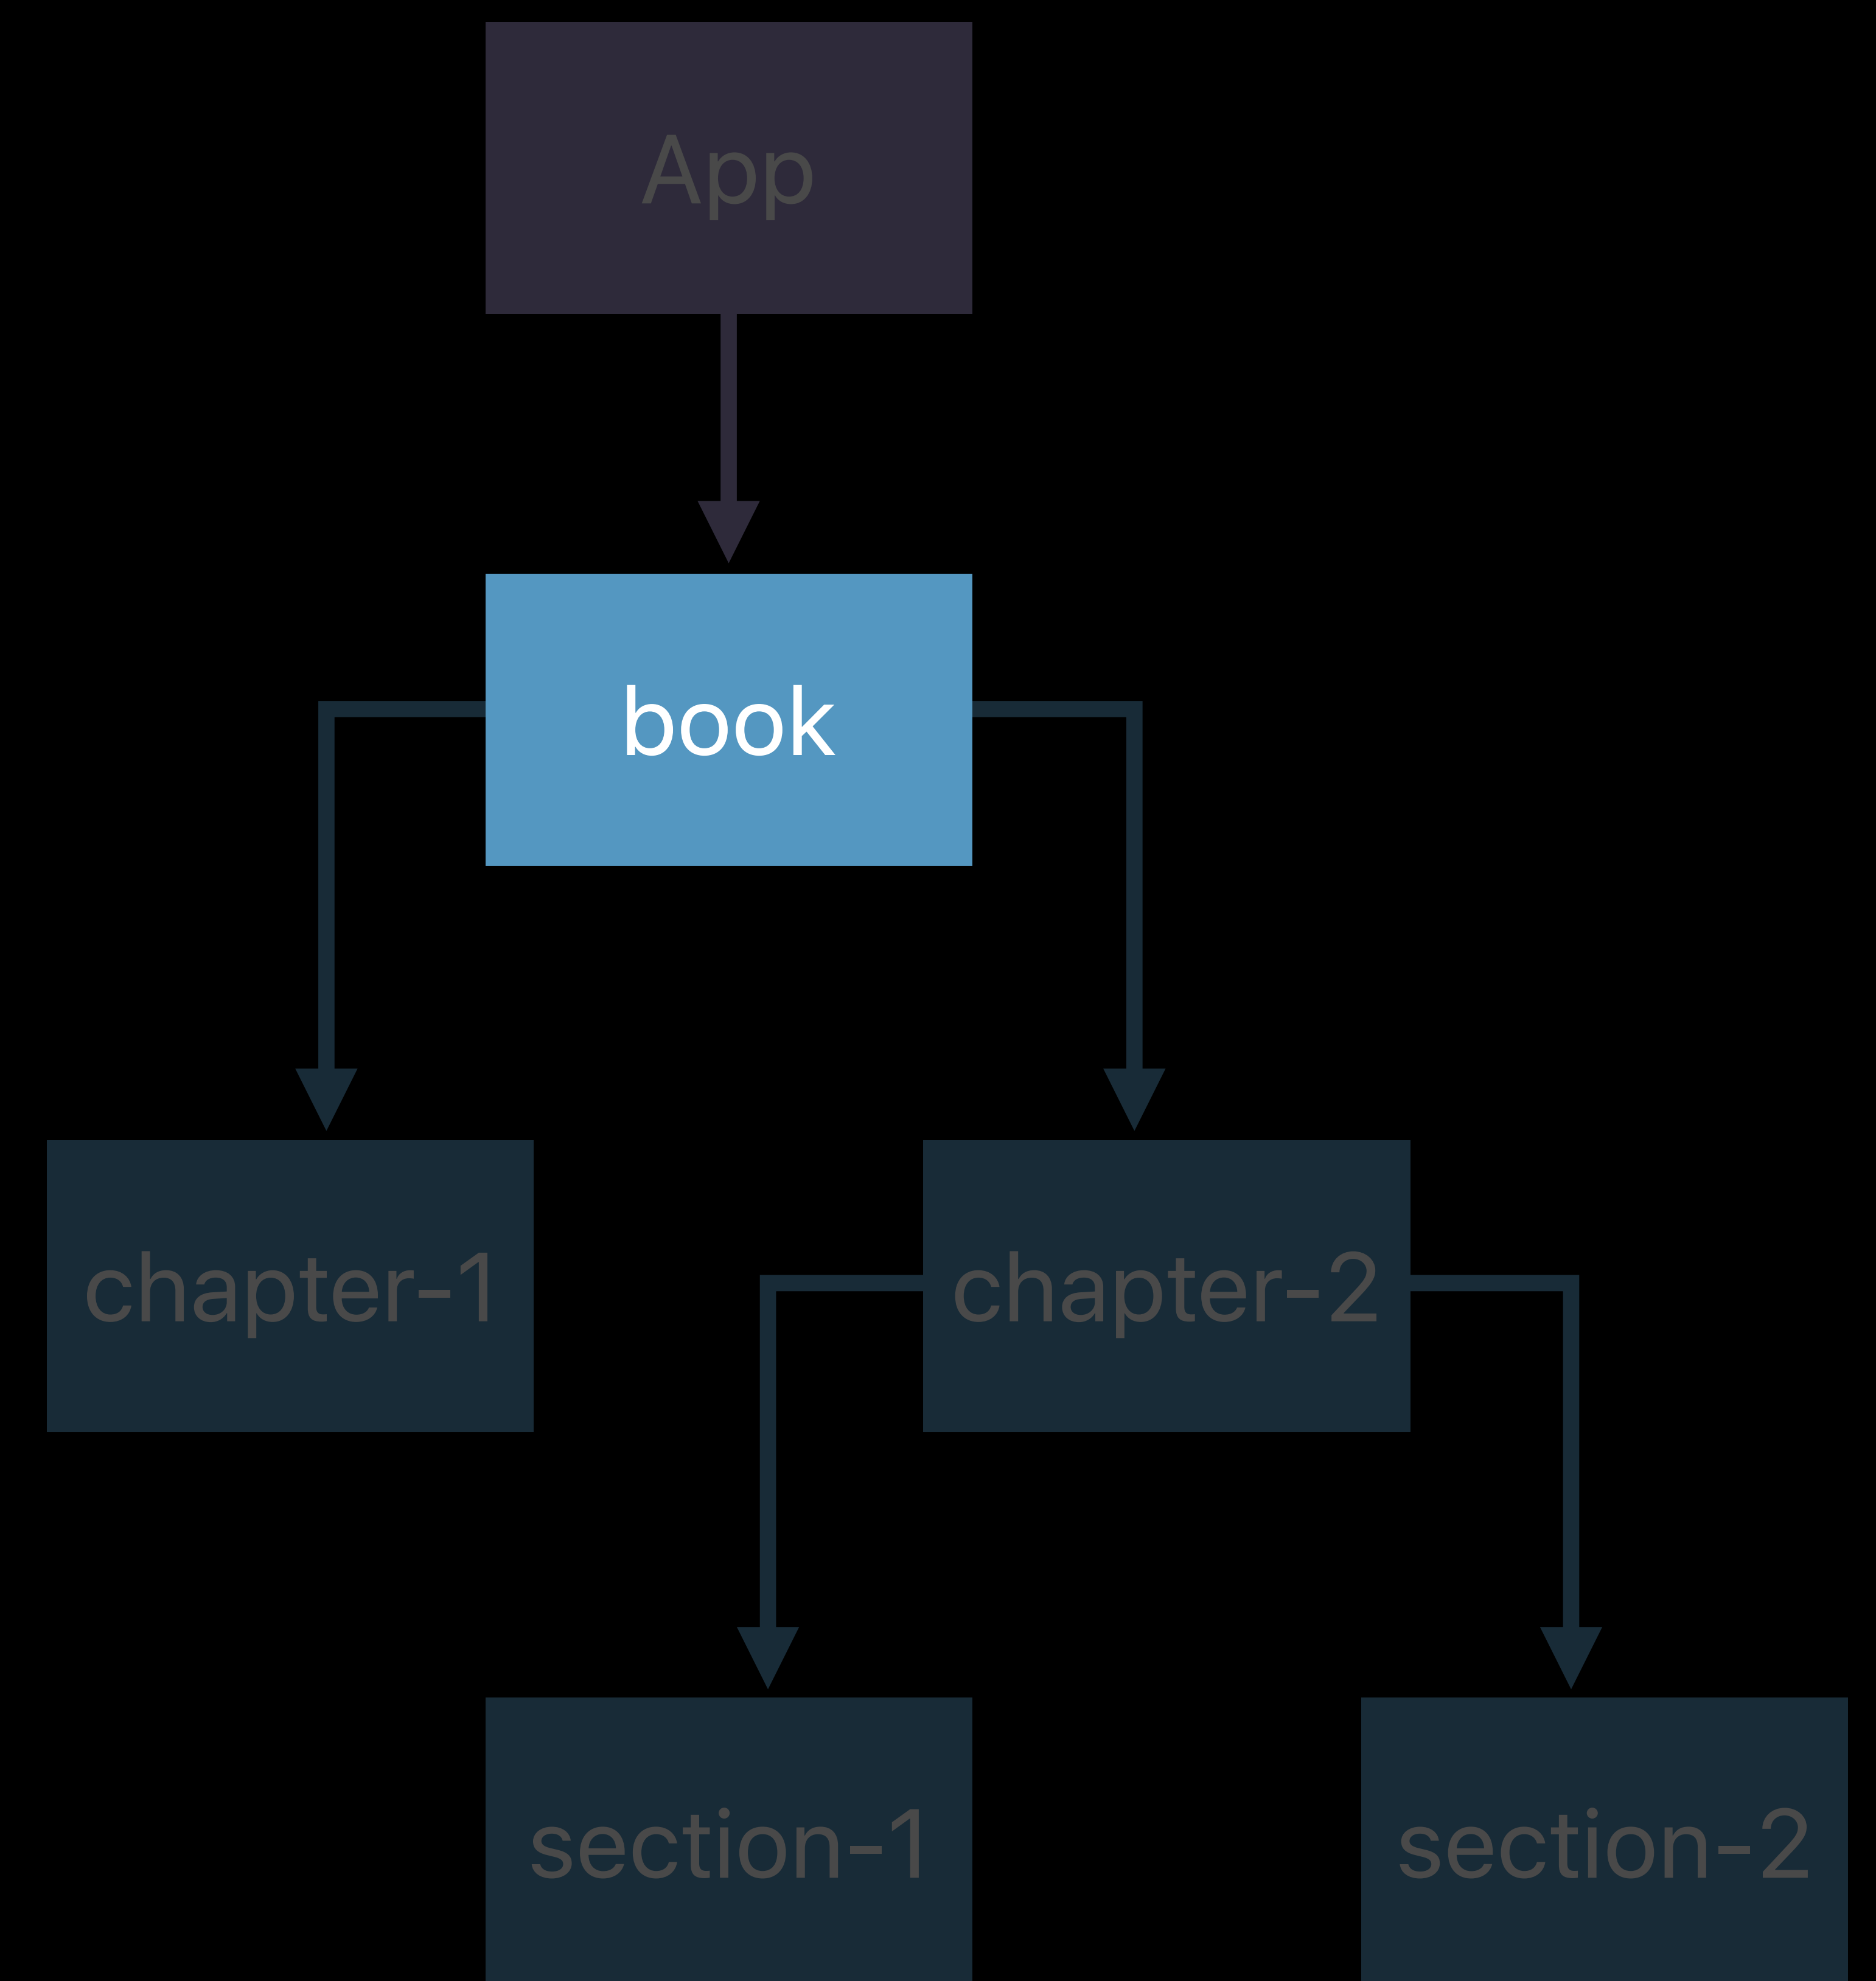 App
book
chapter-1
chapter-2
section-1
section-2